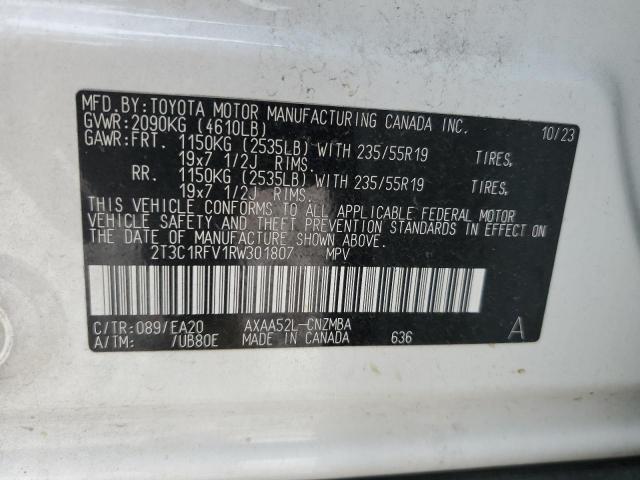 MFD.BY:TOYOTA MOTOR MANUFACTURING CANADA INC. 10/23
GVWR:2090KG (4610LB)
GAWR:FRT. 1150KG (2535LB) WITH 235/55R19 TIRES,
19x7 1/2J RIMS.
RR. 1150KG (2535LB) WITH 235/55R19 TIRES,
19x7 1/2J RIMS.
THIS VEHICLE CONFORMS TO ALL APPLICABLE FEDERAL MOTOR
VEHICLE SAFETY AND THEFT PREVENTION STANDARDS IN EFFECT
ON THE DATE OF MANUFACTURE SHOWN ABOVE.
2T3C1RFV1RW301807 MPV
C/TR:089/EA20 AXAA52L-CNZMBA A
A/TM: /UB80E MADE IN CANADA 636